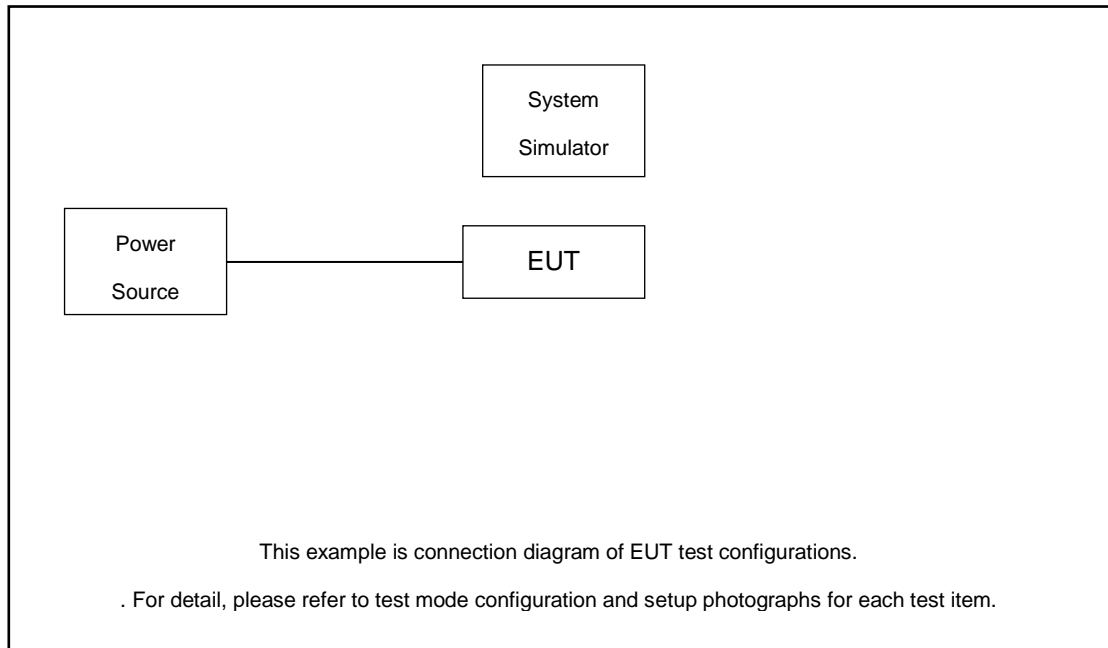 System
Simulator
Power
Source
EUT
This example is connection diagram of EUT test configurations.
. For detail, please refer to test mode configuration and setup photographs for each test item.